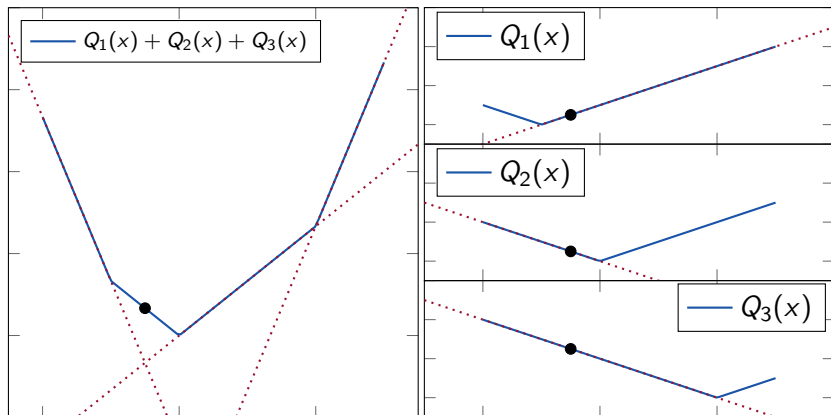 Q₁(x) + Q₂(x) + Q₃(x)
Q₁(x)
Q₂(x)
Q₃(x)